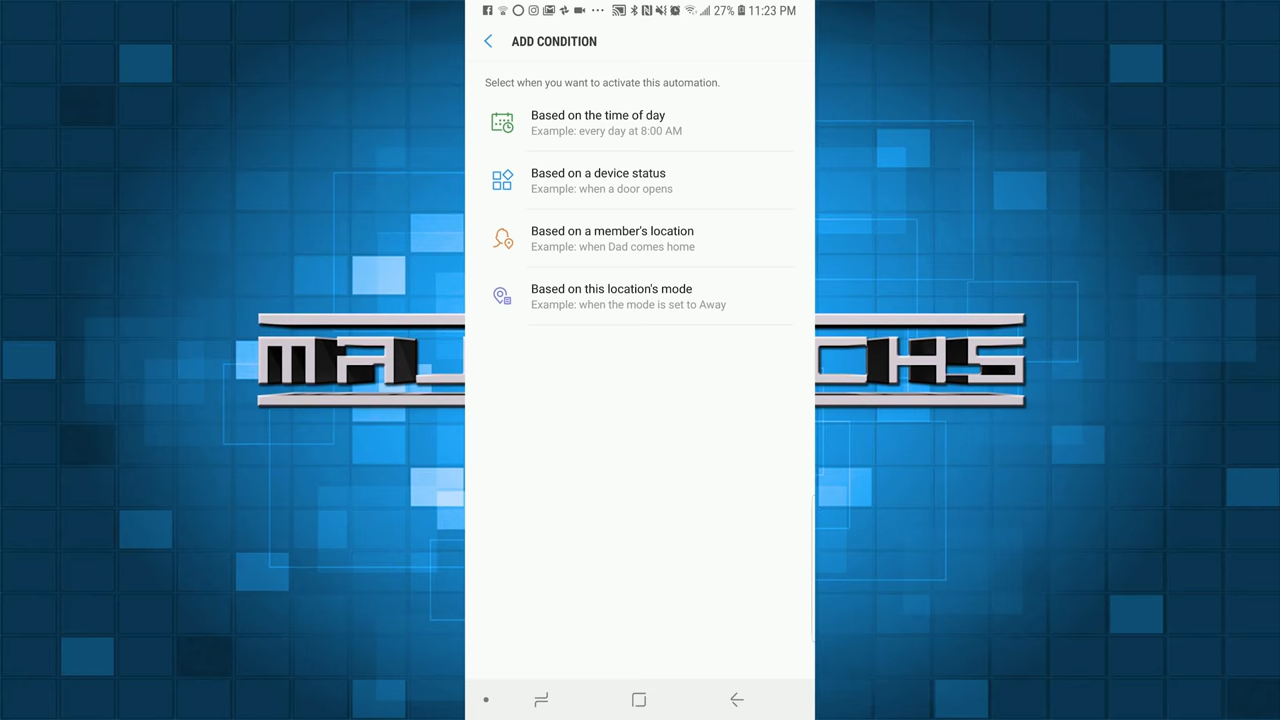 27% 11:23 PM
ADD CONDITION
Select when you want to activate this automation.
Based on the time of day
Example: every day at 8:00 AM
Based on a device status
Example: when a door opens
Based on a member's location
Example: when Dad comes home
Based on this location's mode
Example: when the mode is set to Away